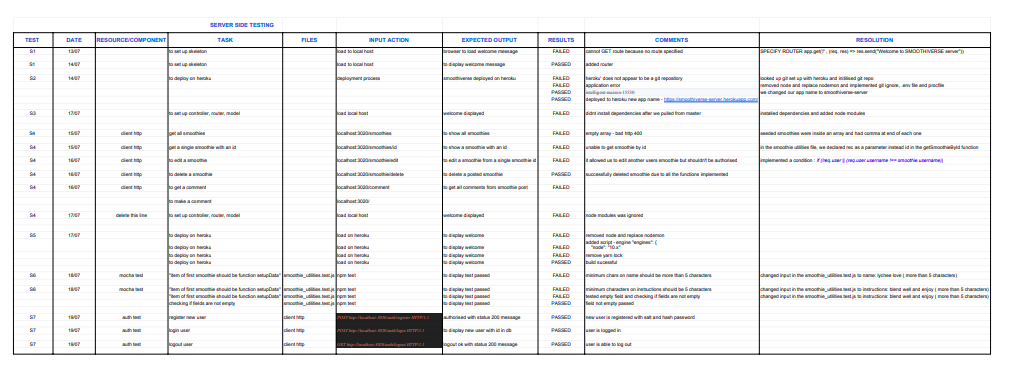 SERVER SIDE TESTING
TEST DATE RESOURCE/COMPONENT TASK FILES INPUT ACTION EXPECTED OUTPUT RESULTS COMMENTS RESOLUTION
S1 13/07 to set up skeleton load to local host browser to load welcome message FAILED cannot GET route because no route specified SPECIFY ROUTER app.get('/' , (req, res) => res.send("Welcome to SMOOTHIVERSE server"))
S1 14/07 to set up skeleton load to local host to display welcome message PASSED added router
S2 14/07 to deploy on heroku deployment process smoothiverse deployed on heroku FAILED heroku' does not appear to be a git repository looked up git set up with heroku and initilised git repo
FAILED application error removed node and replace nodemon and implemented git ignore, .env file and procfile
PASSED we changed our app name to smoothiverse-server
PASSED deployed to heroku new app name - https://smoothiverse-server.herokuapp.com/
S3 17/07 to set up controller, router, model load local host welcome displayed FAILED didnt install dependencies after we pulled from master installed dependencies and added node modules
S4 15/07 client http get all smoothies localhost:3020/smoothies to show all smoothies FAILED empty array - bad http 400 seeded smoothies were inside an array and had comma at end of each one
S4 15/07 client http get a single smoothie with an id localhost:3020/smoothies/id to show a smoothie with an id FAILED unable to get smoothie by id in the smoothie utilities file, we declared rec as a parameter instead id in the getSmoothieById function
S4 16/07 client http to edit a smoothie localhost:3020/smoothie/edit to edit a smoothie from a single smoothie id FAILED it allowed us to edit another users smoothie but shouldn't be authorised implemented a condition : if (req.user || (req.user.username !== smoothie.username))
S4 16/07 client http to delete a smoothie localhost:3020/smoothie/delete to delete a posted smoothie PASSED successfully deleted smoothie due to all the functions implemented
S4 16/07 client http to get a comment localhost:3020/comment to get all comments from smoothie post FAILED
to make a comment localhost:3020/
S4 17/07 delete this line to set up controller, router, model load local host welcome displayed FAILED node modules was ignored
S5 17/07 to deploy on heroku load on heroku to display welcome FAILED removed node and replace nodemon
to deploy on heroku load on heroku to display welcome FAILED added script - engine "engines": {
"node": "10.x"
to deploy on heroku load on heroku to display welcome FAILED remove yarn lock
to deploy on heroku load on heroku to display welcome PASSED build sucessful
S6 18/07 mocha test "item of first smoothie should be function setupData" smoothie_utilities.test.js npm test to display test passed FAILED minimum chars on name should be more than 5 characters changed input in the smoothie_utilities.test.js to name: lychee love ( more than 5 characters)
S6 18/07 mocha test "item of first smoothie should be function setupData" smoothie_utilities.test.js npm test to display test passed FAILED minimum characters on instructions should be 5 characters changed input in the smoothie_utilities.test.js to instructions: blend well and enjoy ( more than 5 characters)
"item of first smoothie should be function setupData" smoothie_utilities.test.js npm test to display test passed FAILED tested empty field and checking if fields are not empty changed input in the smoothie_utilities.test.js to instructions: blend well and enjoy ( more than 5 characters)
checking if fields are not empty smoothie_utilities.test.js npm test to display test passed PASSED field not empty passed
S7 19/07 auth test register new user client http POST http://localhost:3020/auth/register HTTP/1.1 authorised with status 200 message PASSED new user is registered with salt and hash password
S7 19/07 auth test login user client http POST http://localhost:3020/auth/login HTTP/1.1 to display new user with id in db PASSED user is logged in
S7 19/07 auth test logout user client http GET http://localhost:3020/auth/logout HTTP/1.1 logout ok with status 200 message PASSED user is able to log out